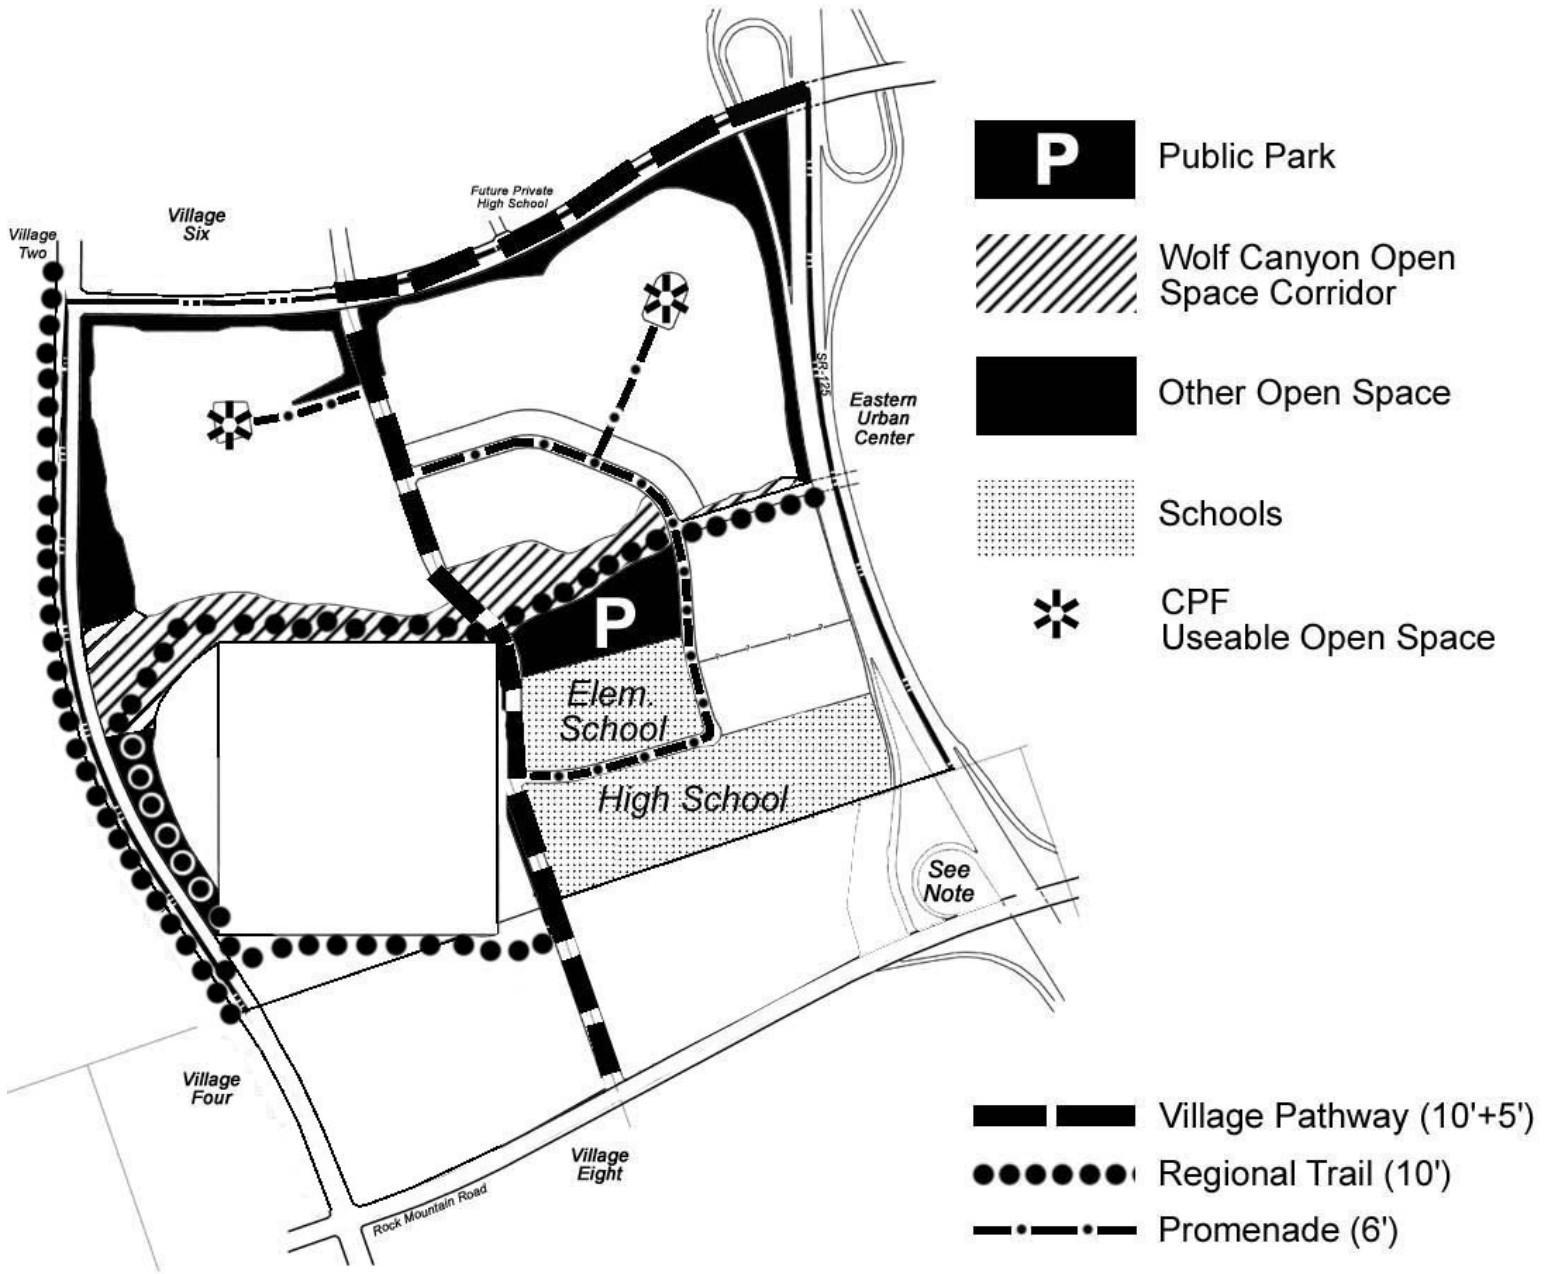 Village
Six
Village
Two
Future Private
High School
SR-125
Eastern
Urban
Center
P
Elem.
School
High School
See
Note
Village
Four
Village
Eight
Rock Mountain Road
P
Public Park
Wolf Canyon Open
Space Corridor
Other Open Space
Schools
CPF
Useable Open Space
Village Pathway (10'+5')
Regional Trail (10')
Promenade (6')